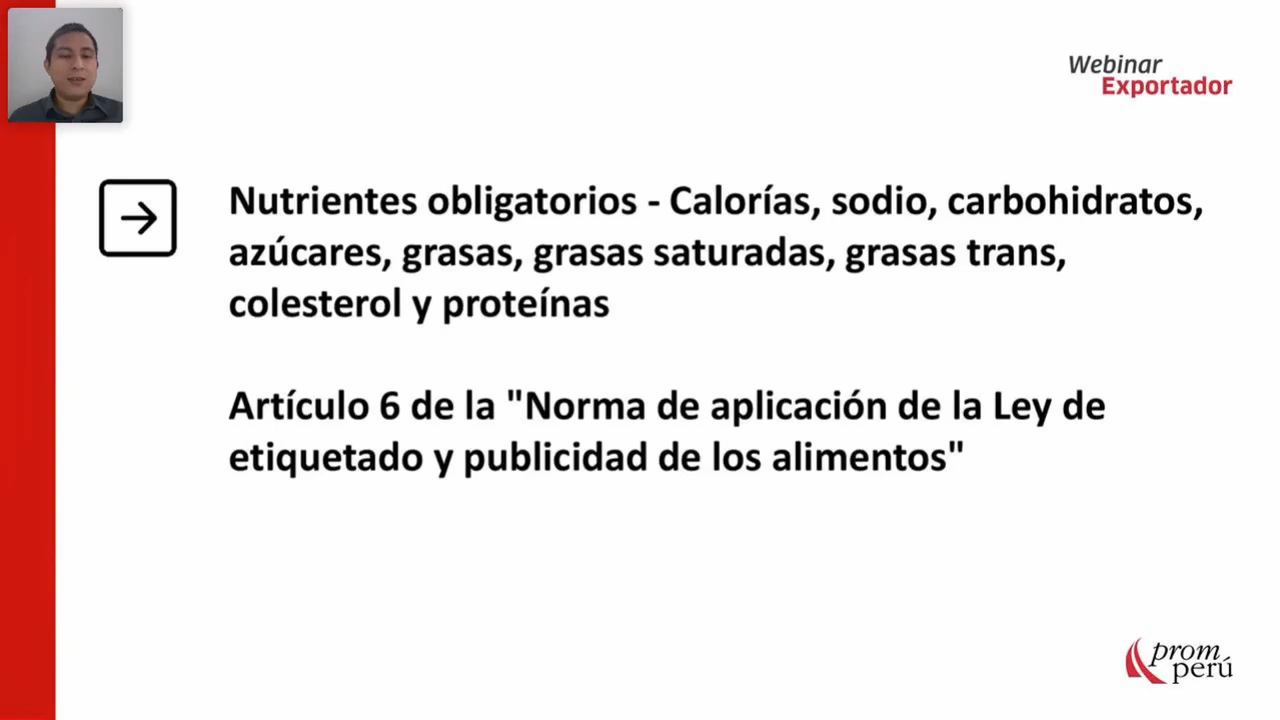 Webinar
Exportador
Nutrientes obligatorios - Calorías, sodio, carbohidratos,
azúcares, grasas, grasas saturadas, grasas trans,
colesterol y proteínas
Artículo 6 de la "Norma de aplicación de la Ley de
etiquetado y publicidad de los alimentos"
prom
perú